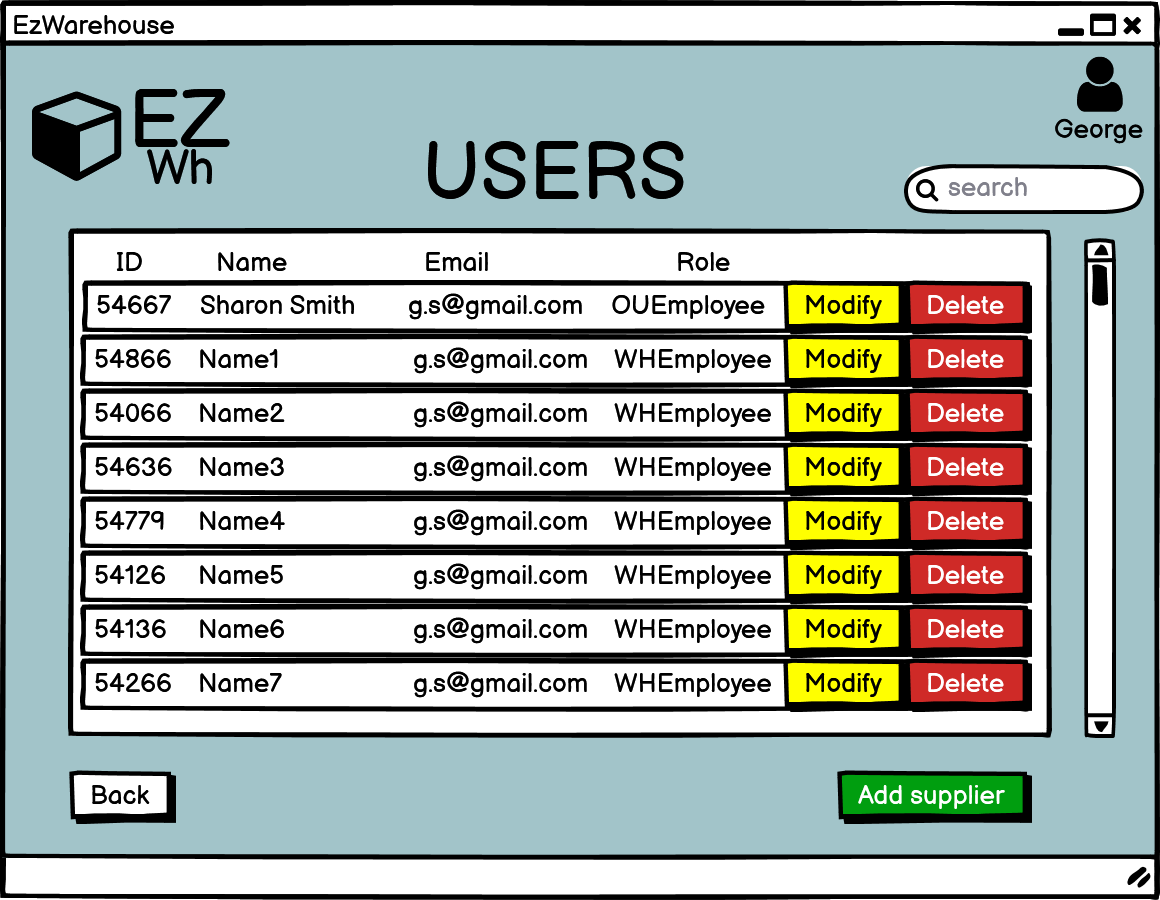 EzWarehouse
EZ
Wh
George
USERS
search
ID Name Email Role
54667 Sharon Smith g.s@gmail.com OUEmployee Modify Delete
54866 Name1 g.s@gmail.com WHEmployee Modify Delete
54066 Name2 g.s@gmail.com WHEmployee Modify Delete
54636 Name3 g.s@gmail.com WHEmployee Modify Delete
54779 Name4 g.s@gmail.com WHEmployee Modify Delete
54126 Name5 g.s@gmail.com WHEmployee Modify Delete
54136 Name6 g.s@gmail.com WHEmployee Modify Delete
54266 Name7 g.s@gmail.com WHEmployee Modify Delete
Back Add supplier